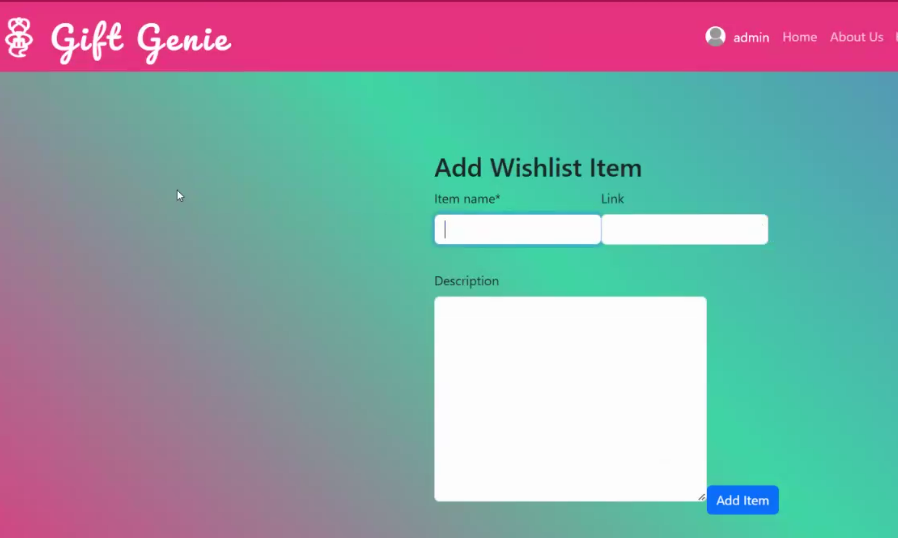 Gift Genie
admin Home About Us
Add Wishlist Item
Item name* Link
Description
Add Item